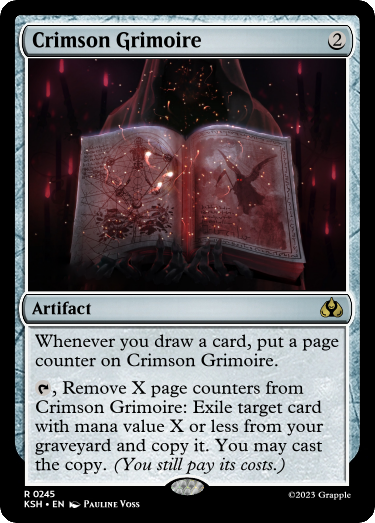 Crimson Grimoire 2
Artifact
Whenever you draw a card, put a page
counter on Crimson Grimoire.
, Remove X page counters from
Crimson Grimoire: Exile target card
with mana value X or less from your
graveyard and copy it. You may cast
the copy. (You still pay its costs.)
R 0245
KSH • EN Pauline Voss
©2023 Grapple